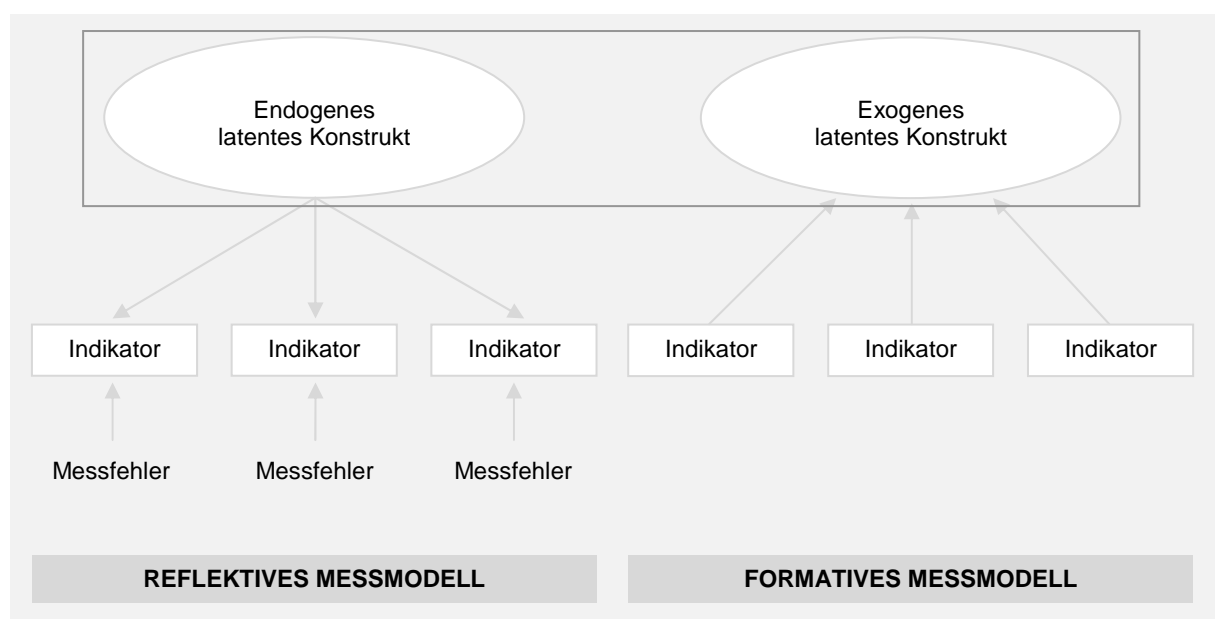 Endogenes
latentes Konstrukt
Exogenes
latentes Konstrukt
Indikator
Indikator
Indikator
Indikator
Indikator
Indikator
Messfehler
Messfehler
Messfehler
REFLEKTIVES MESSMODELL
FORMATIVES MESSMODELL